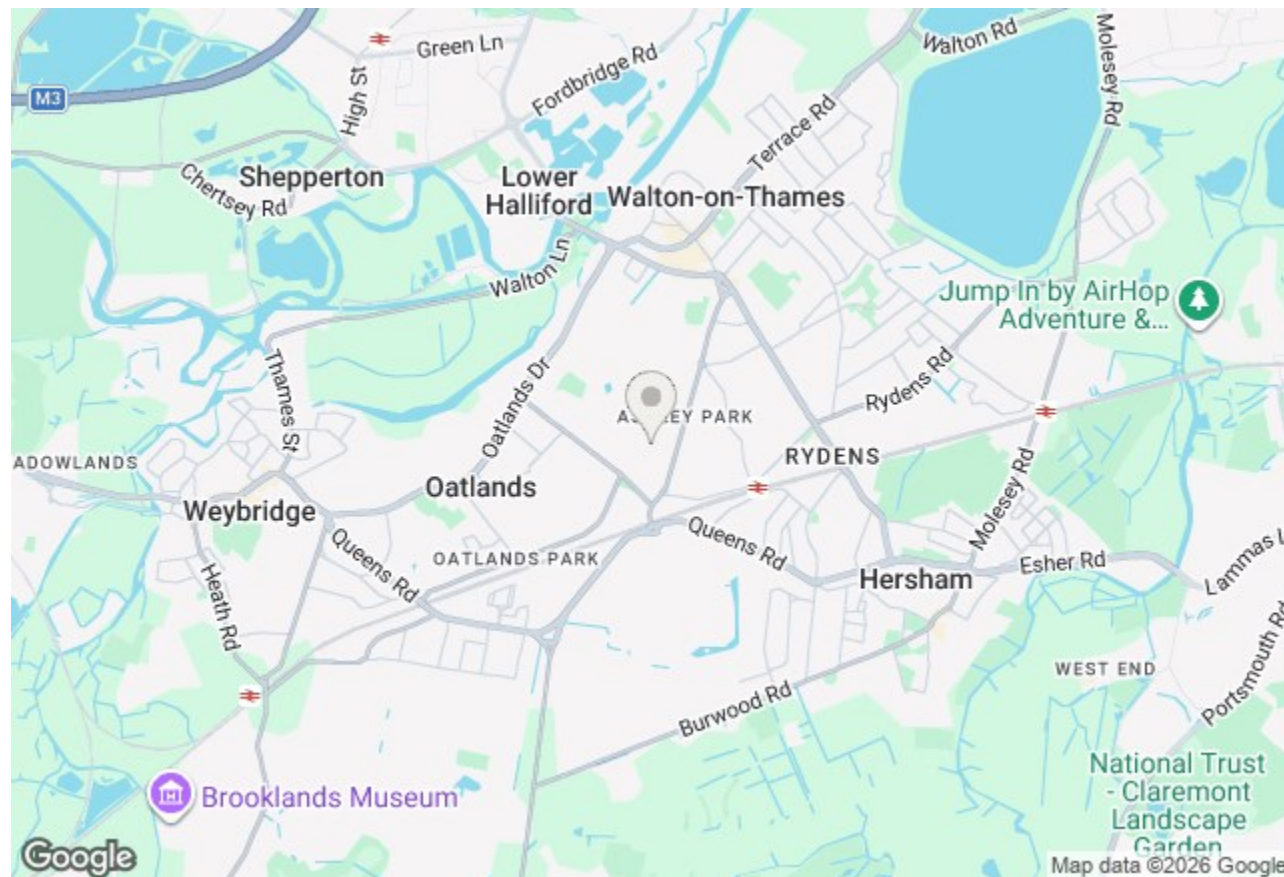 Green Ln
Walton Rd
Molesey Rd
Fordbridge Rd
M3
High St
Terrace Rd
Shepperton
Lower
Halliford
Walton-on-Thames
Chertsey Rd
Walton Ln
Jump In by AirHop
Adventure &...
Thames St
Oatlands Dr
Rydens Rd
PARK
ADOWLANDS
RYDENS
Oatlands
Molesey Rd
Weybridge
Queens Rd
Queens Rd
OATLANDS PARK
Esher Rd
Lammas L
Hersham
Heath Rd
WEST END
Portsmouth Rd
Burwood Rd
National Trust
- Claremont
Landscape
Garden
Brooklands Museum
Google
Map data ©2026 Google